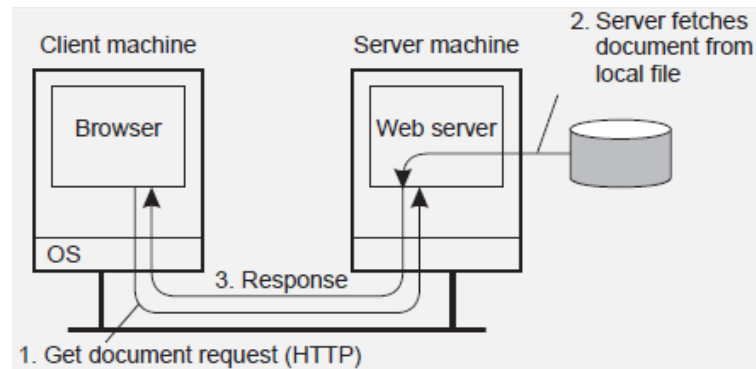 Client machine
Server machine
2. Server fetches
document from
local file
Browser
Web server
OS
3. Response
1. Get document request (HTTP)